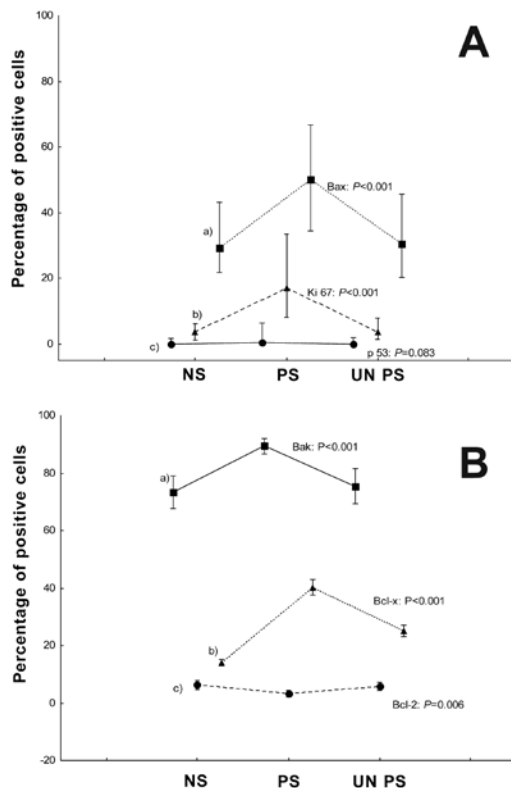 A
Percentage of positive cells
100
80
60
40
20
0
a)
Bax: P<0.001
b)
Ki 67: P<0.001
c)
p 53: P=0.083
NS PS UN PS
B
Percentage of positive cells
100
80
60
40
20
0
-20
a)
Bak: P<0.001
b)
Bcl-x: P<0.001
c)
Bcl-2: P=0.006
NS PS UN PS